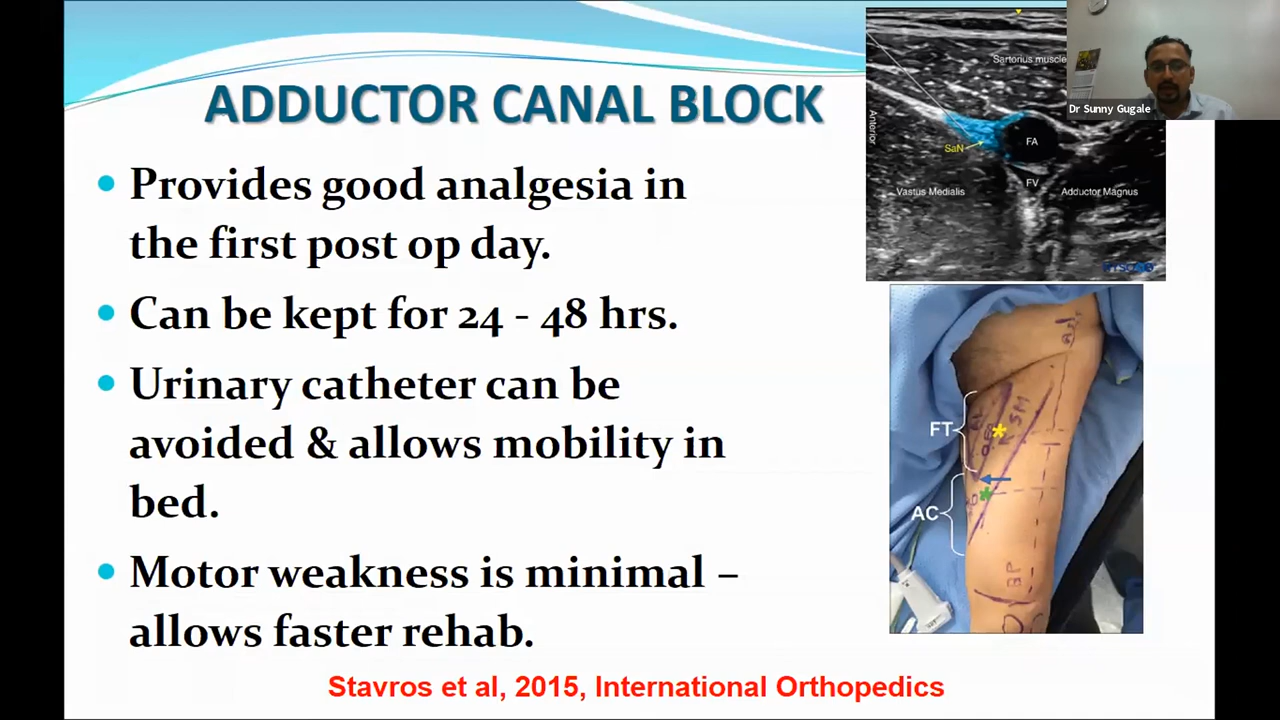 ADDUCTOR CANAL BLOCK
Provides good analgesia in
the first post op day.
Can be kept for 24 - 48 hrs.
Urinary catheter can be
avoided & allows mobility in
bed.
Motor weakness is minimal –
allows faster rehab.
Stavros et al, 2015, International Orthopedics
Sartorius muscle
Anterior
SaN
FA
FV
Vastus Medialis
Adductor Magnus
Dr Sunny Gugale
FT
SM
AC
BP